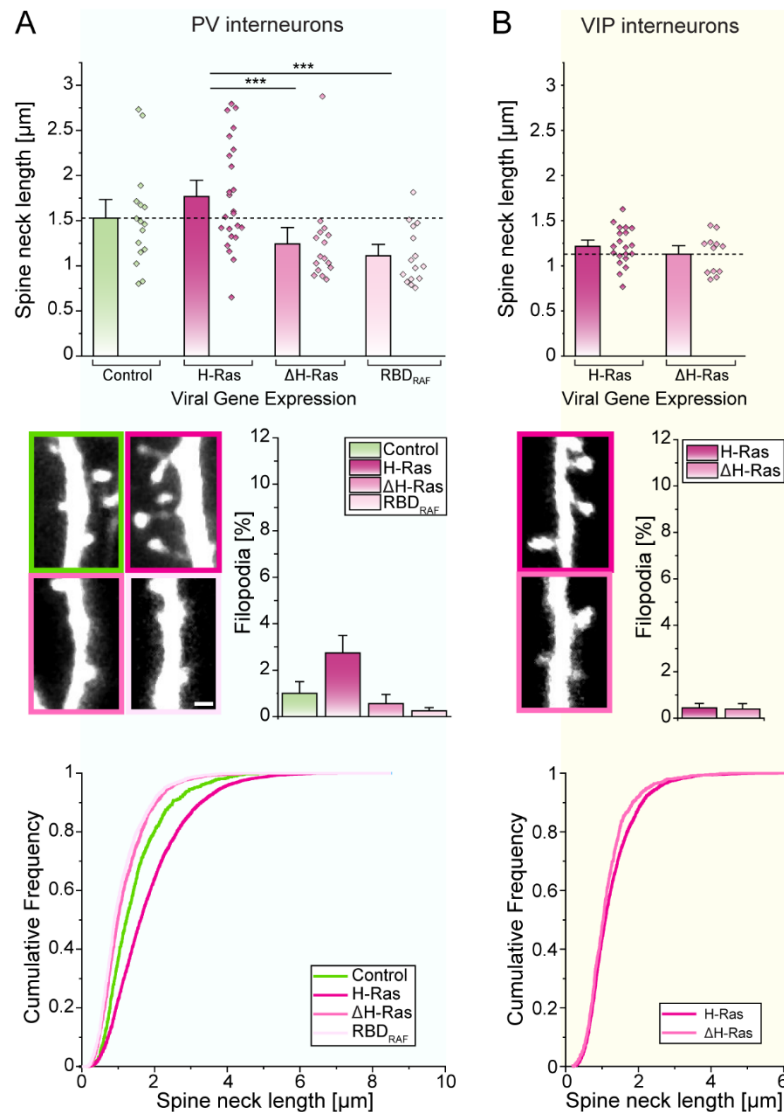 A
PV interneurons
***
***
Spine neck length [µm]
3
2.5
2
1.5
1
0.5
0
Control
H-Ras
ΔH-Ras
RBDRAF
Viral Gene Expression
Filopodia [%]
12
10
8
6
4
2
0
Control
H-Ras
ΔH-Ras
RBDRAF
Cumulative Frequency
1
0.8
0.6
0.4
0.2
0
0
2
4
6
8
10
Control
H-Ras
ΔH-Ras
RBDRAF
Spine neck length [µm]
B
VIP interneurons
Spine neck length [µm]
3
2.5
2
1.5
1
0.5
0
H-Ras
ΔH-Ras
Viral Gene Expression
Filopodia [%]
12
10
8
6
4
2
0
H-Ras
ΔH-Ras
Cumulative Frequency
1
0.8
0.6
0.4
0.2
0
0
2
4
6
H-Ras
ΔH-Ras
Spine neck length [µm]